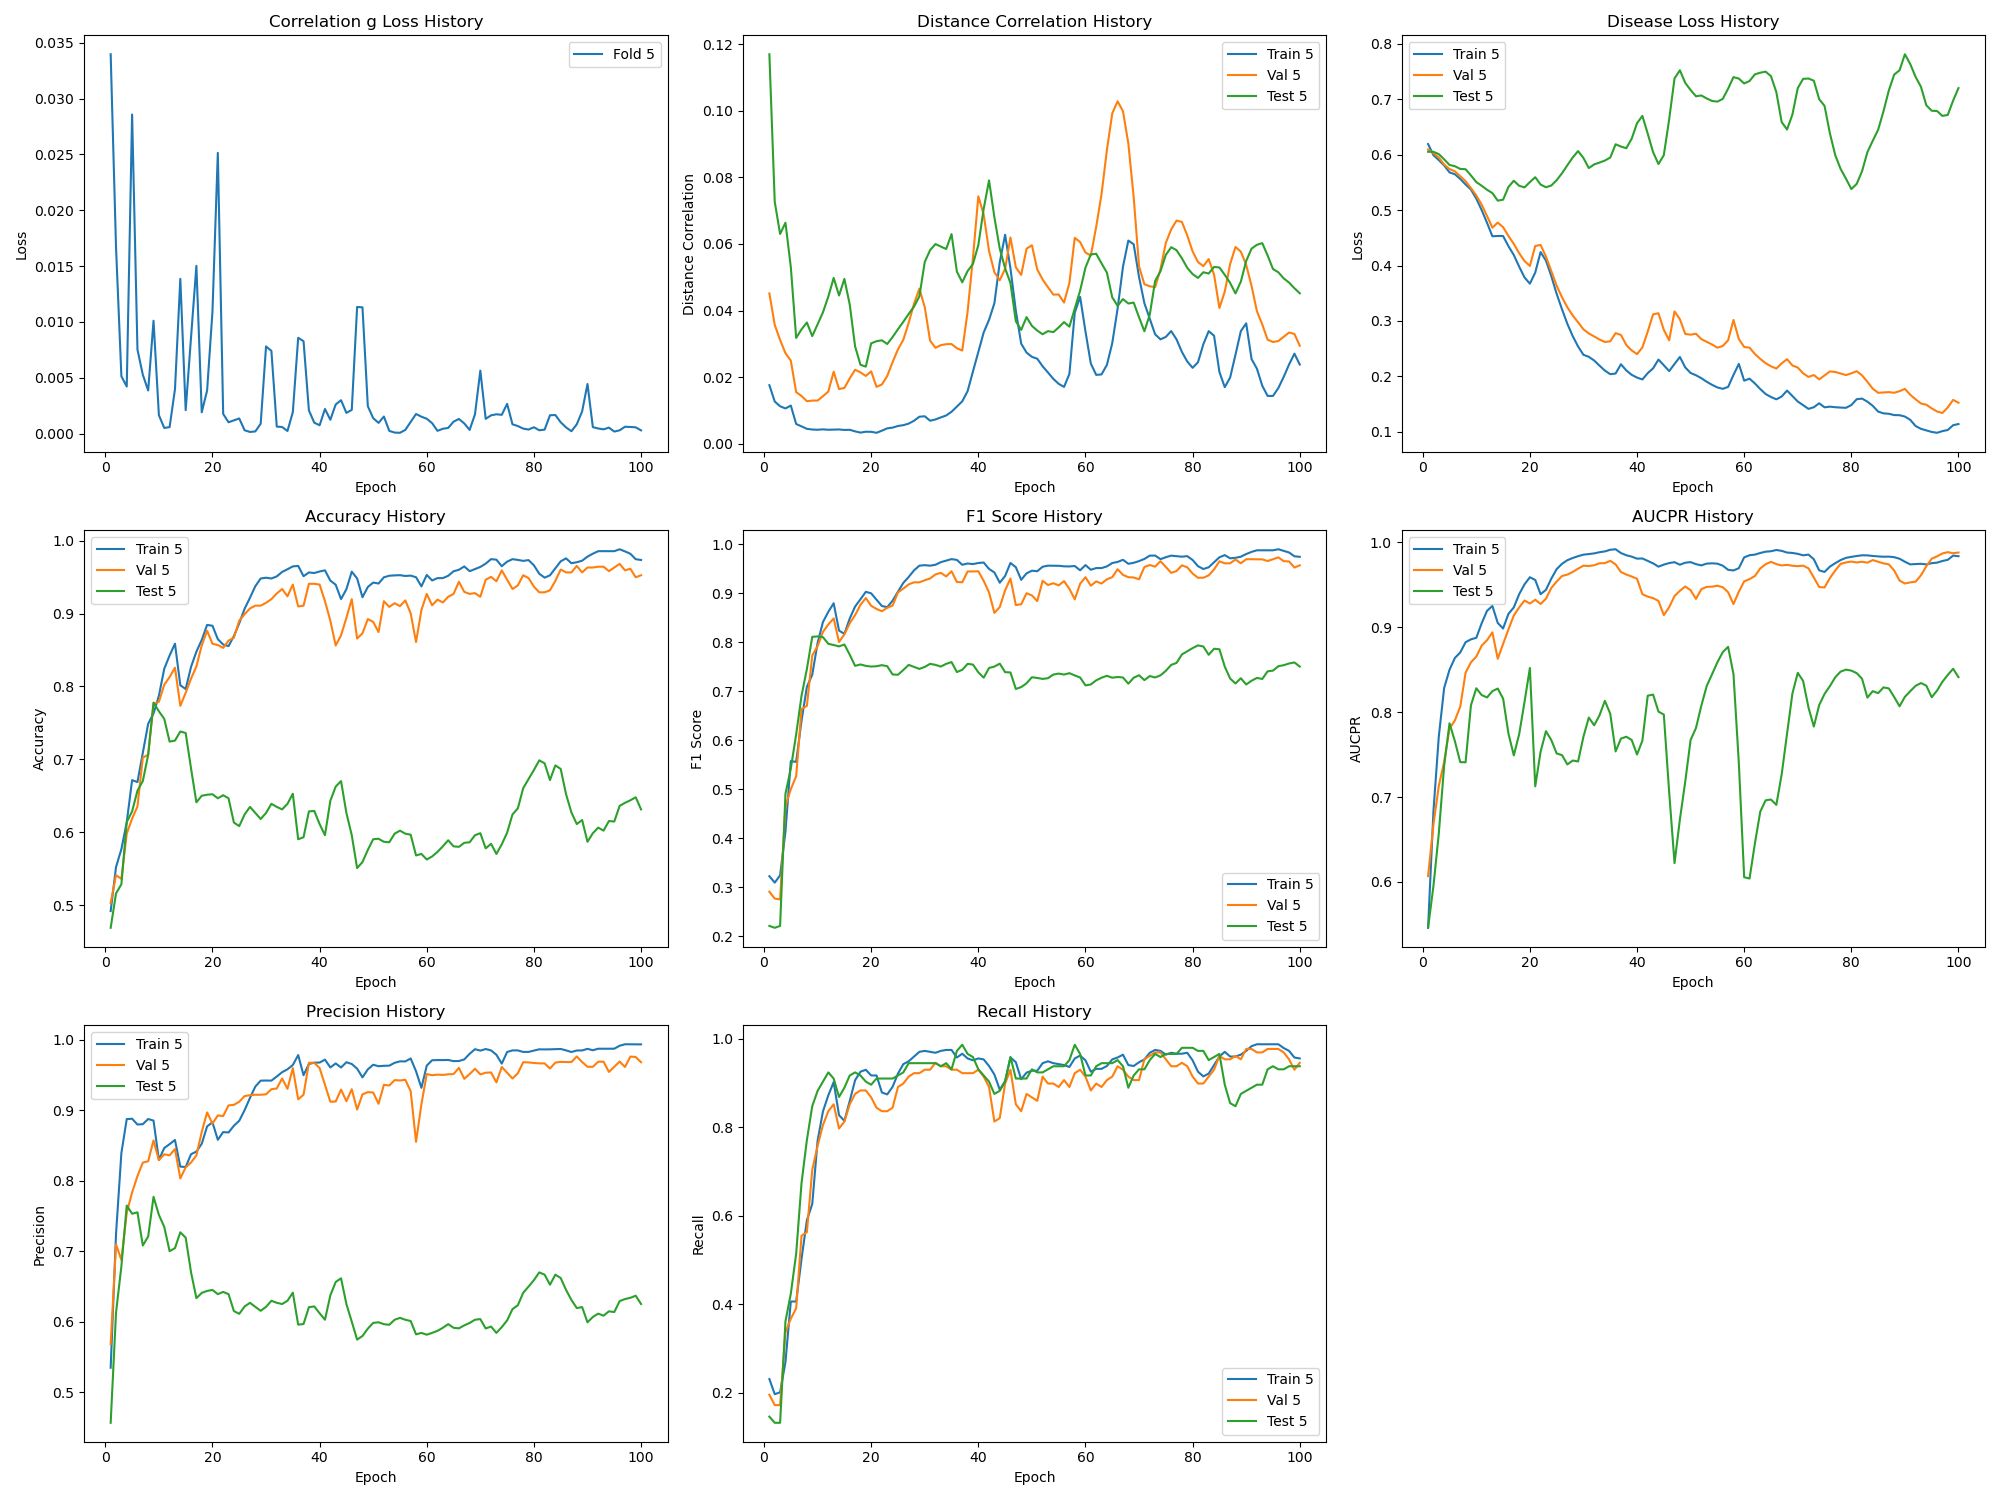 Correlation g Loss History
Loss
0.035
0.030
0.025
0.020
0.015
0.010
0.005
0.000
Fold 5
0 20 40 60 80 100
Epoch
Distance Correlation History
Distance Correlation
0.12
0.10
0.08
0.06
0.04
0.02
0.00
Train 5
Val 5
Test 5
0 20 40 60 80 100
Epoch
Disease Loss History
Loss
0.8
0.7
0.6
0.5
0.4
0.3
0.2
0.1
Train 5
Val 5
Test 5
0 20 40 60 80 100
Epoch
Accuracy History
Accuracy
1.0
0.9
0.8
0.7
0.6
0.5
Train 5
Val 5
Test 5
0 20 40 60 80 100
Epoch
F1 Score History
F1 Score
1.0
0.9
0.8
0.7
0.6
0.5
0.4
0.3
0.2
Train 5
Val 5
Test 5
0 20 40 60 80 100
Epoch
AUCPR History
AUCPR
1.0
0.9
0.8
0.7
0.6
Train 5
Val 5
Test 5
0 20 40 60 80 100
Epoch
Precision History
Precision
1.0
0.9
0.8
0.7
0.6
0.5
Train 5
Val 5
Test 5
0 20 40 60 80 100
Epoch
Recall History
Recall
1.0
0.8
0.6
0.4
0.2
Train 5
Val 5
Test 5
0 20 40 60 80 100
Epoch